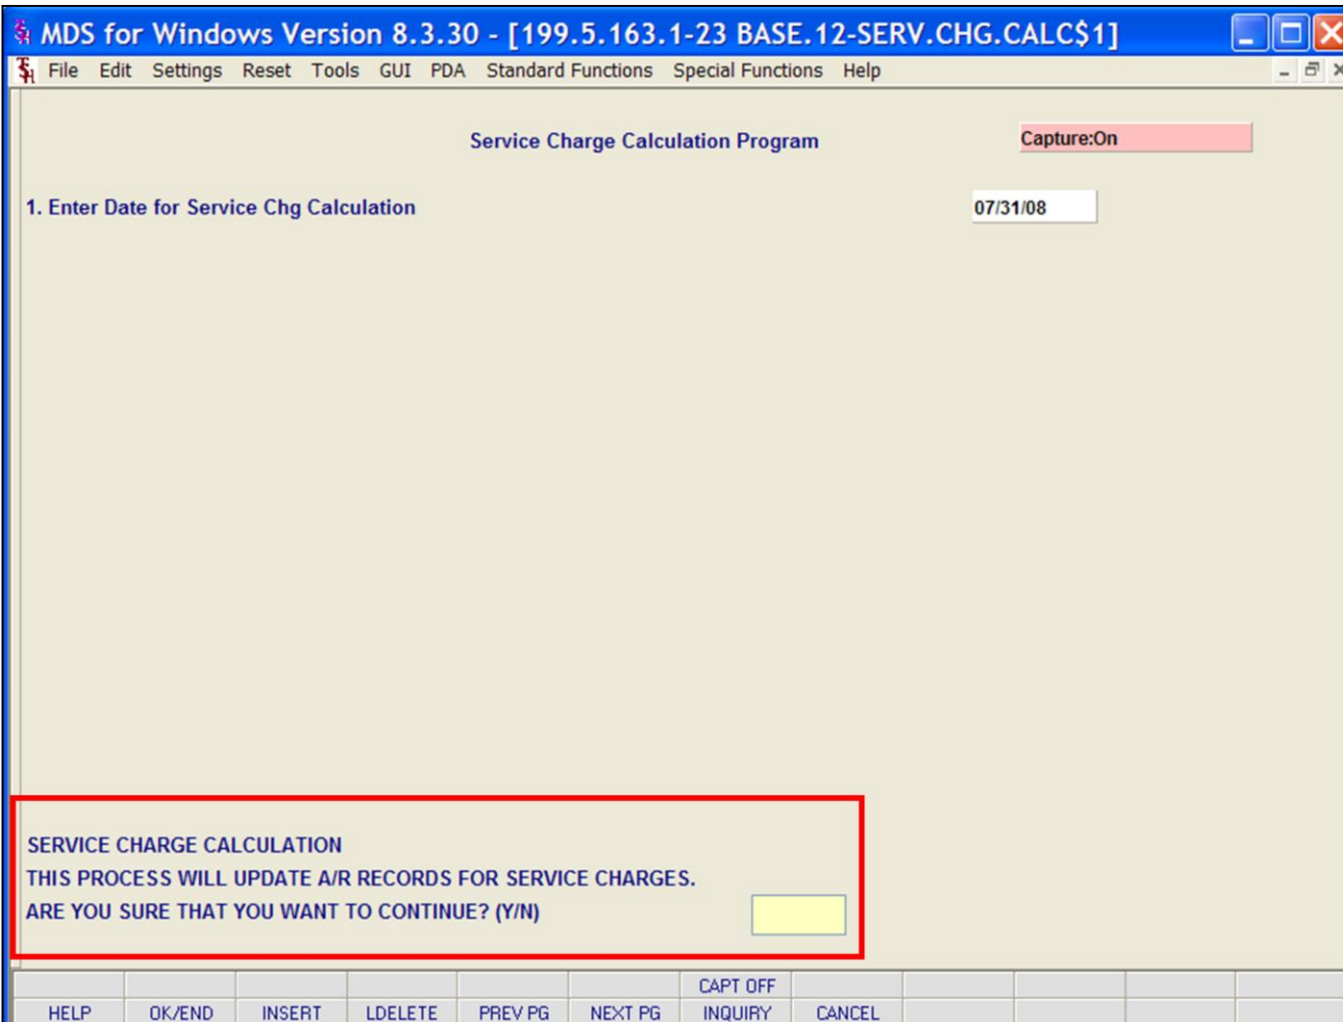 MDS for Windows Version 8.3.30 - [199.5.163.1-23 BASE.12-SERV.CHG.CALC$1]
File Edit Settings Reset Tools GUI PDA Standard Functions Special Functions Help
Service Charge Calculation Program Capture:On
1. Enter Date for Service Chg Calculation 07/31/08
SERVICE CHARGE CALCULATION
THIS PROCESS WILL UPDATE A/R RECORDS FOR SERVICE CHARGES.
ARE YOU SURE THAT YOU WANT TO CONTINUE? (Y/N)
CAPT OFF
HELP OK/END INSERT LDELETE PREV PG NEXT PG INQUIRY CANCEL